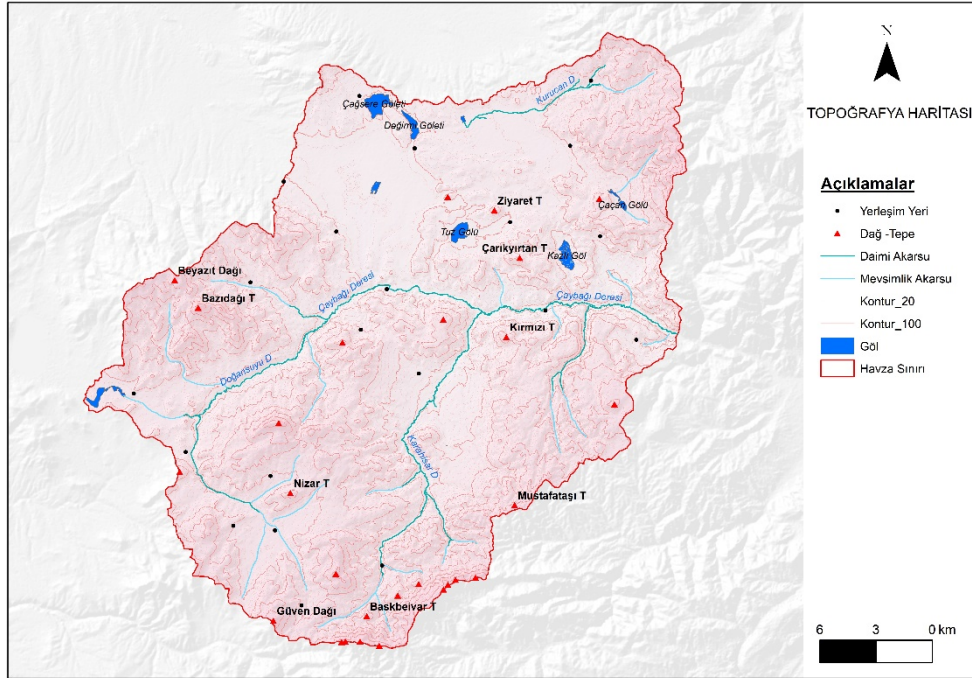 N
TOPOĞRAFYA HARİTASI
Açıklamalar
Yerleşim Yeri
Dağ -Tepe
Daimi Akarsu
Mevsimlik Akarsu
Kontur_20
Kontur_100
Göl
Havza Sınırı
6 3 0 km
Kurucan D
Çağşere Göleti
Değirmi Göleti
Ziyaret T
Çaçan Gölü
Tuz Gölü
Çarıkyırtan T
Kazlı Göl
Beyazıt Dağı
Bazıdağı T
Çaybağı Deresi
Çaybağı Deresi
Kırmızı T
Doğansuyu D
Karahisar D
Nizar T
Mustafataşı T
Güven Dağı
Baskbeivar T